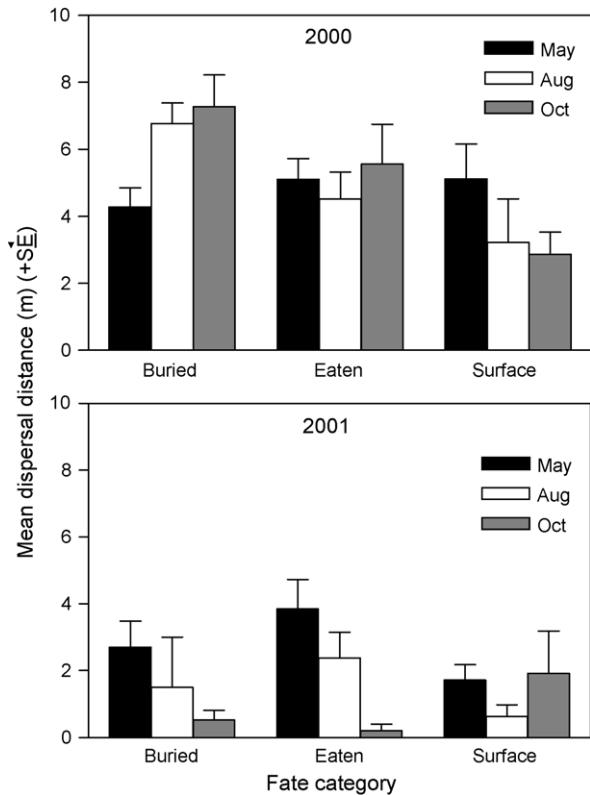 Mean dispersal distance (m) (+SE)
10
8
6
4
2
0
2000
May
Aug
Oct
Buried Eaten Surface
10
8
6
4
2
0
2001
May
Aug
Oct
Buried Eaten Surface
Fate category